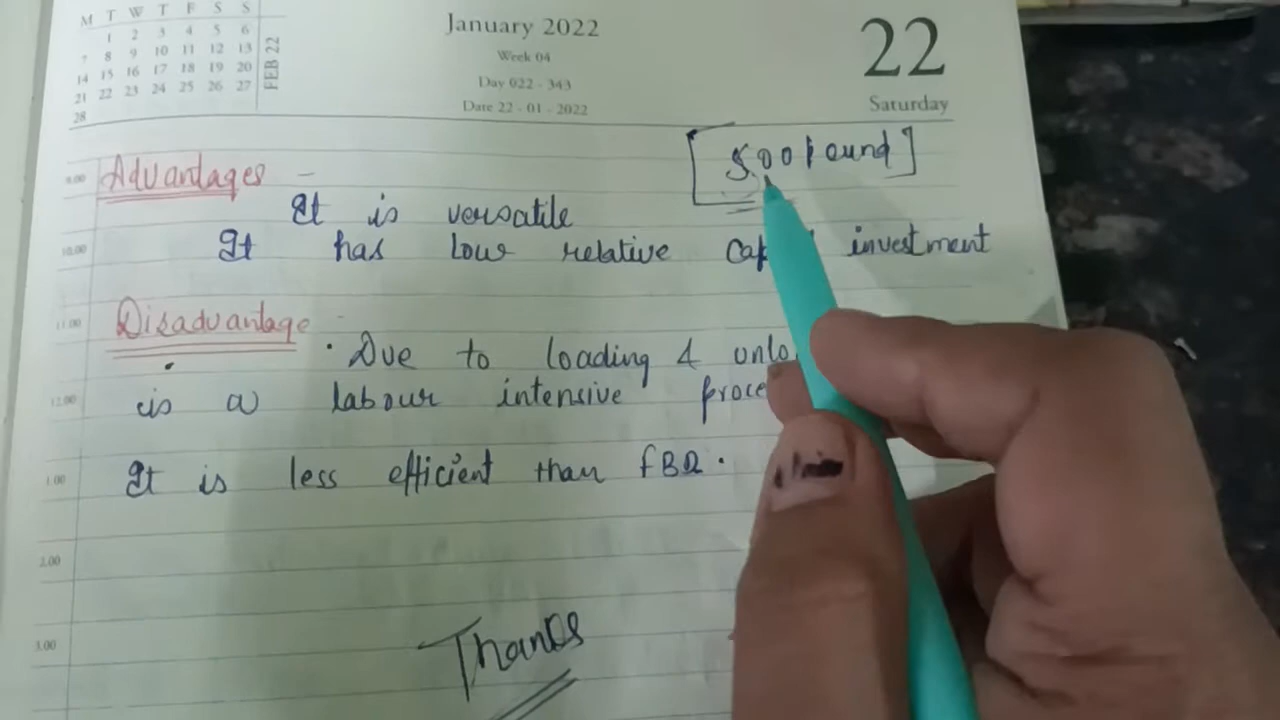 M T W T F S S
1 2 3 4 5 6
7 8 9 10 11 12 13
14 15 16 17 18 19 20
21 22 23 24 25 26 27
28
FEB 22
January 2022
Week 04
Day 022 - 343
Date 22 - 01 - 2022
22
Saturday
[500 Pound]
9.00 Advantages -
It is versatile
10.00 It has low relative Cap investment
11.00 Disadvantage
· Due to loading & unlo
12.00 is a labour intensive proce
1.00 It is less efficient than FBD.
2.00
3.00
Thanks